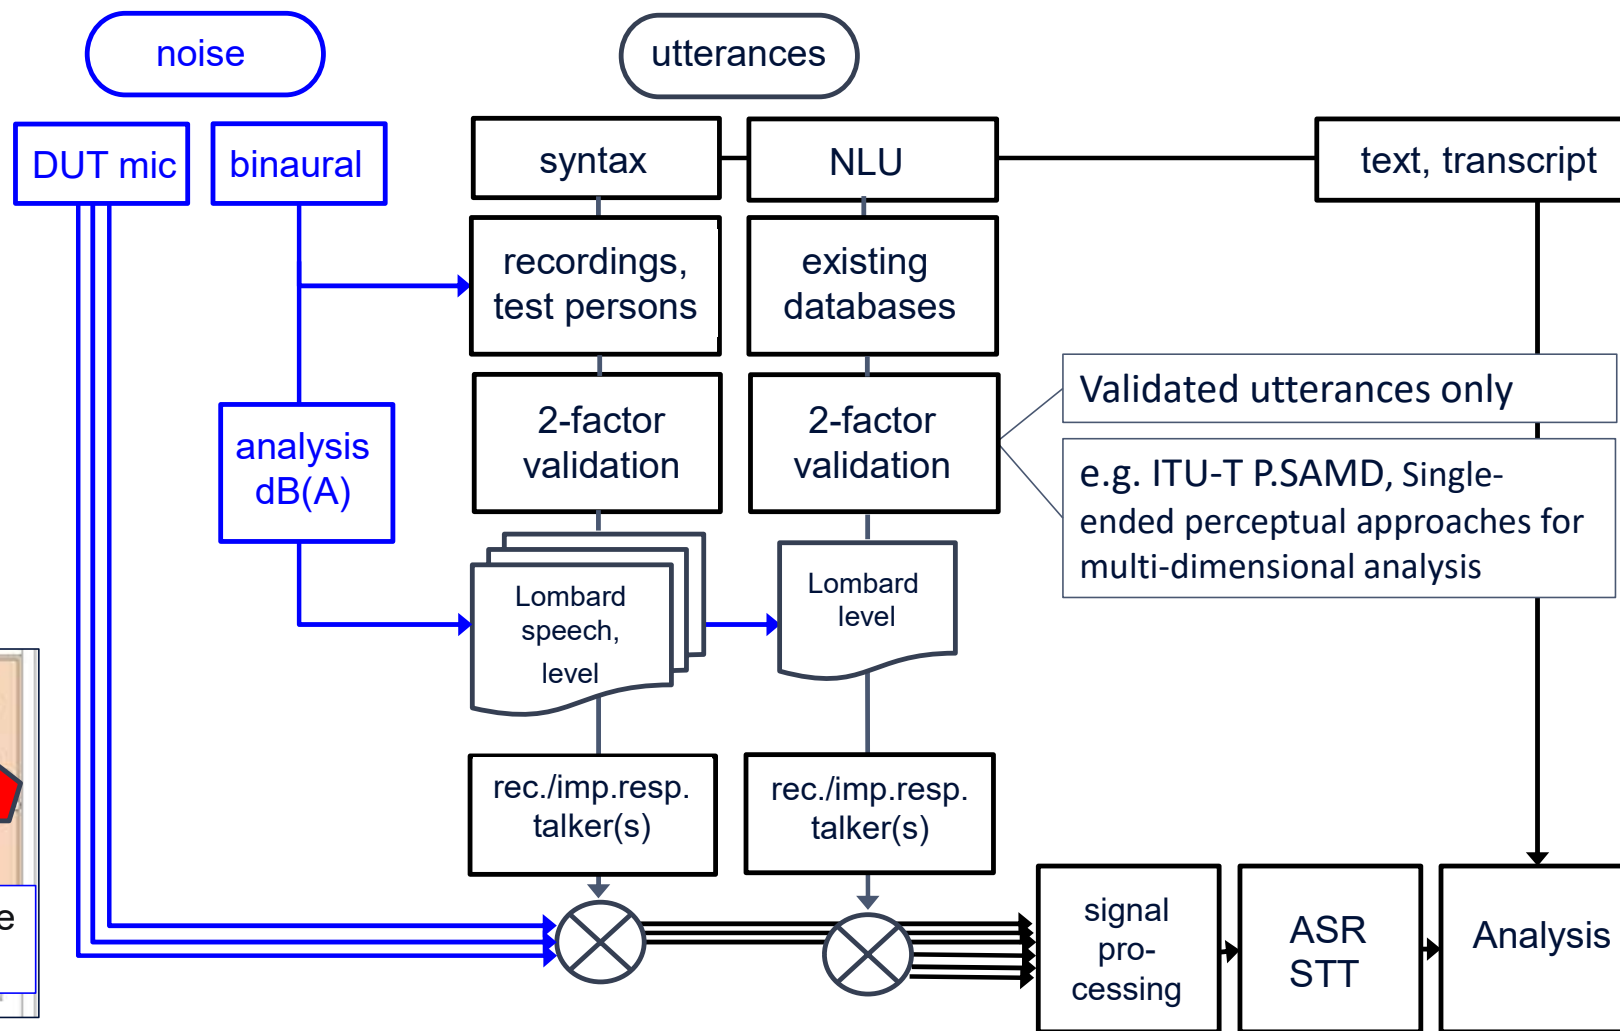 noise
utterances
DUT mic
binaural
syntax
NLU
text, transcript
recordings,
test persons
existing
databases
analysis
dB(A)
2-factor
validation
2-factor
validation
Validated utterances only
e.g. ITU-T P.SAMD, Single-
ended perceptual approaches for
multi-dimensional analysis
Lombard
speech,
level
Lombard
level
rec./imp.resp.
talker(s)
rec./imp.resp.
talker(s)
e
signal
pro-
cessing
ASR
STT
Analysis